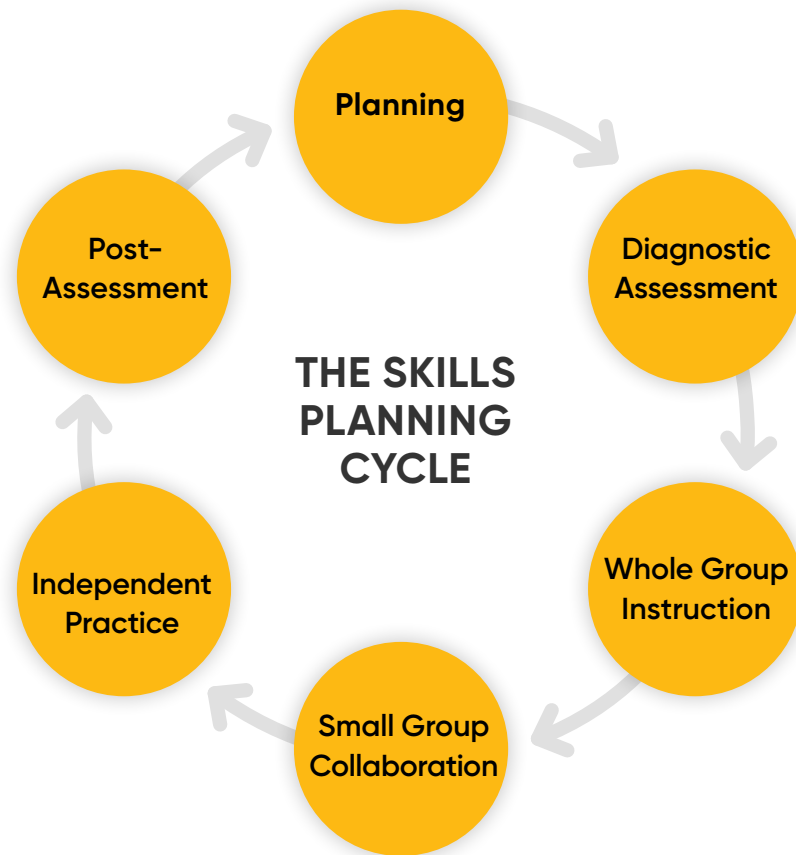 Planning
Diagnostic
Assessment
Whole Group
Instruction
Small Group
Collaboration
Independent
Practice
Post-
Assessment
THE SKILLS
PLANNING
CYCLE